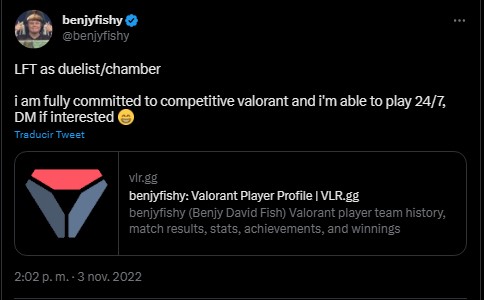 benjyfishy
@benjyfishy
LFT as duelist/chamber
i am fully committed to competitive valorant and i'm able to play 24/7,
DM if interested 😄
Traducir Tweet
vlr.gg
benjyfishy: Valorant Player Profile | VLR.gg
benjyfishy (Benjy David Fish) Valorant player team history,
match results, stats, achievements, and winnings
2:02 p. m. · 3 nov. 2022